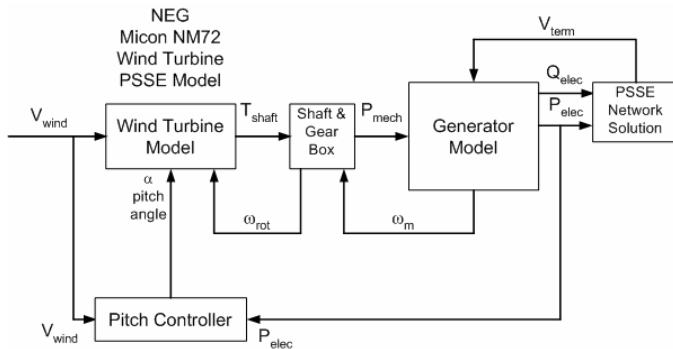 NEG
Micon NM72
Wind Turbine
PSSE Model
V_term
Q_elec
P_elec
PSSE
Network
Solution
V_wind
Wind Turbine
Model
T_shaft
Shaft &
Gear
Box
P_mech
Generator
Model
α
pitch
angle
ω_rot
ω_m
Pitch Controller
V_wind
P_elec